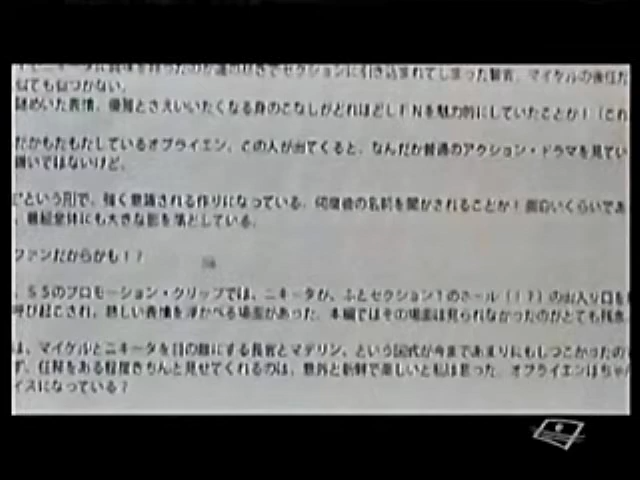 似ても似つかない。
謎めいた表情、優雅とさえいいたくなる身のこなしがどれほどLFNを魅力的にしていたことか！（これ
だかもたもたしているオブライエン、この人が出てくると、なんだか普通のアクション・ドラマを見てい
嫌いではないけど。
という形で、強く意識される作りになっている。何度彼の名前を聞かされることか！面白いくらいであ
、番組全体にも大きな影を落としている。
ファンだからかも！？
、S5のプロモーション・クリップでは、ニキータが、ふとセクション1のホール（！？）の出入り口を
呼び起こされ、懐しい表情を浮かべる場面があった。本編ではその場面は見られなかったのがとても残念
は、マイケルとニキータを目の敵にする長官とマデリン、という図式が今まであまりにもしつこかったの
ず、任務をある程度きちんと見せてくれるのは、意外と新鮮で楽しいと私は思った。オブライエンはちゃ
イスになっている？